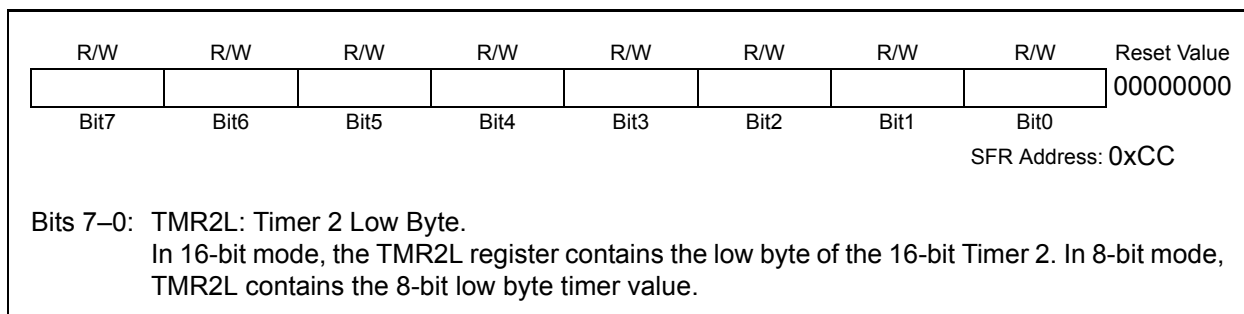 R/W R/W R/W R/W R/W R/W R/W R/W Reset Value
00000000
Bit7 Bit6 Bit5 Bit4 Bit3 Bit2 Bit1 Bit0
SFR Address: 0xCC
Bits 7–0: TMR2L: Timer 2 Low Byte.
In 16-bit mode, the TMR2L register contains the low byte of the 16-bit Timer 2. In 8-bit mode,
TMR2L contains the 8-bit low byte timer value.